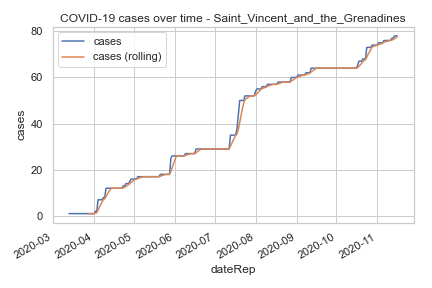 COVID-19 cases over time - Saint_Vincent_and_the_Grenadines
cases
cases (rolling)
80
60
40
20
0
cases
2020-03
2020-04
2020-05
2020-06
2020-07
2020-08
2020-09
2020-10
2020-11
dateRep